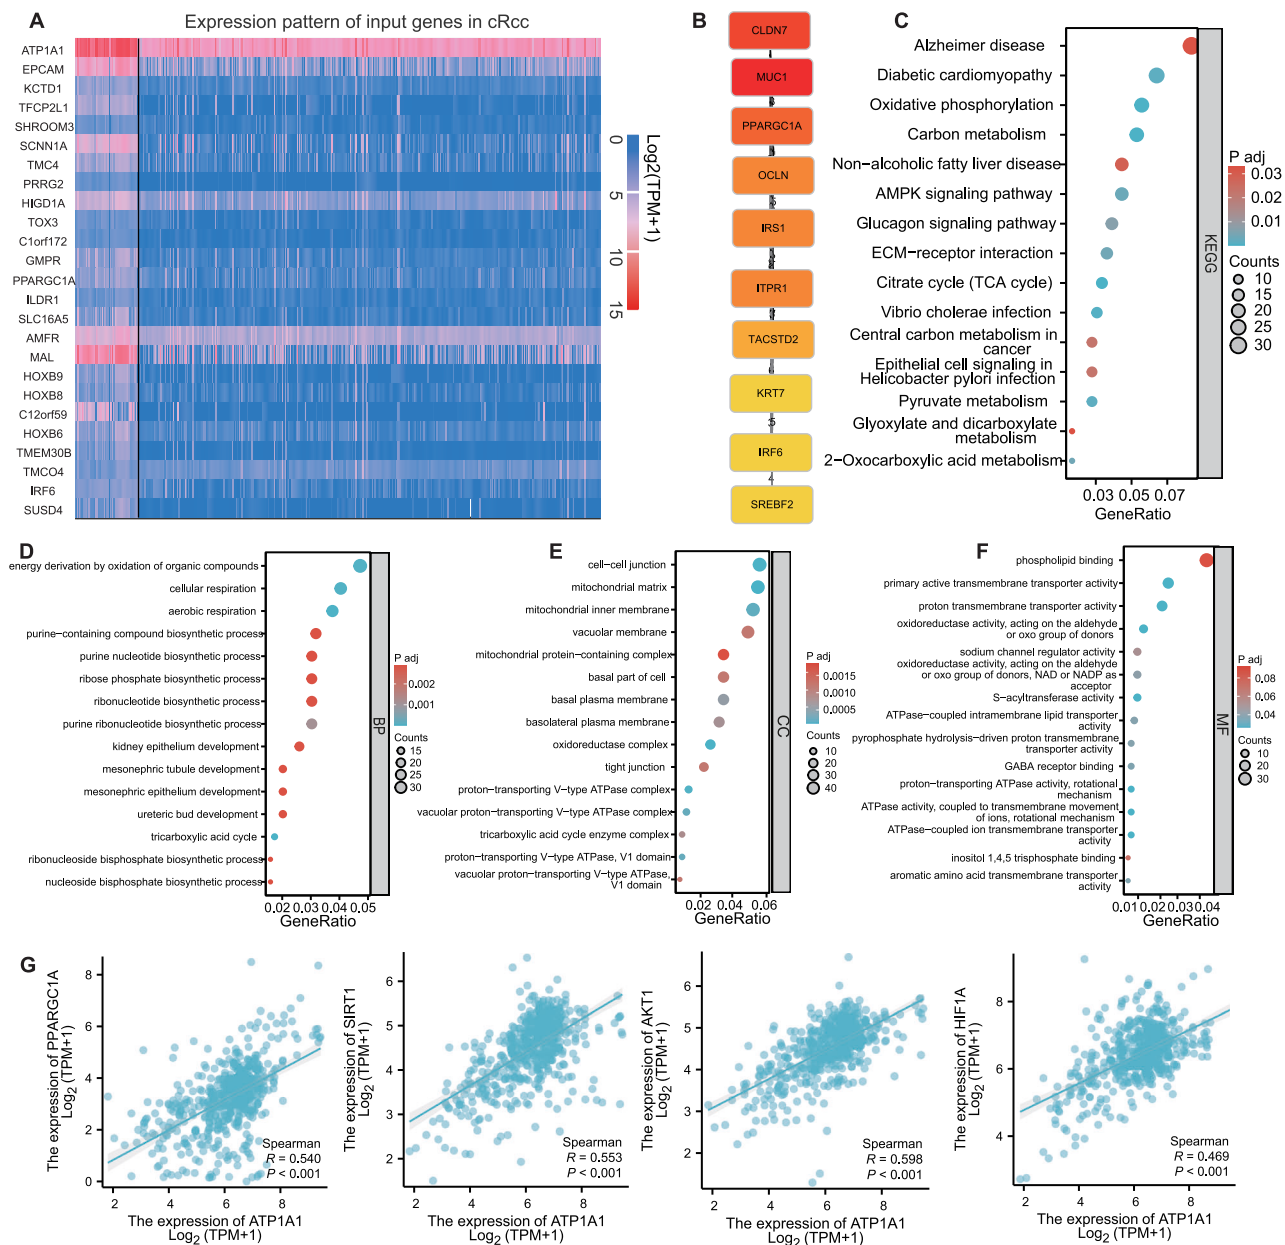 A
Expression pattern of input genes in cRcc
ATP1A1
EPCAM
KCTD1
TFCP2L1
SHROOM3
SCNN1A
TMC4
PRRG2
HIGD1A
TOX3
C1orf172
GMPR
PPARGC1A
ILDR1
SLC16A5
AMFR
MAL
HOXB9
HOXB8
C12orf59
HOXB6
TMEM30B
TMCO4
IRF6
SUSD4
0
5
10
15
Log2(TPM+1)
B
CLDN7
MUC1
PPARGC1A
OCLN
IRS1
ITPR1
TACSTD2
KRT7
IRF6
4
SREBF2
C
Alzheimer disease
Diabetic cardiomyopathy
Oxidative phosphorylation
Carbon metabolism
Non−alcoholic fatty liver disease
AMPK signaling pathway
Glucagon signaling pathway
ECM−receptor interaction
Citrate cycle (TCA cycle)
Vibrio cholerae infection
Central carbon metabolism in
cancer
Epithelial cell signaling in
Helicobacter pylori infection
Pyruvate metabolism
Glyoxylate and dicarboxylate
metabolism
2−Oxocarboxylic acid metabolism
0.03 0.05 0.07
GeneRatio
KEGG
P adj
0.03
0.02
0.01
Counts
10
15
20
25
30
D
energy derivation by oxidation of organic compounds
cellular respiration
aerobic respiration
purine−containing compound biosynthetic process
purine nucleotide biosynthetic process
ribose phosphate biosynthetic process
ribonucleotide biosynthetic process
purine ribonucleotide biosynthetic process
kidney epithelium development
mesonephric tubule development
mesonephric epithelium development
ureteric bud development
tricarboxylic acid cycle
ribonucleoside bisphosphate biosynthetic process
nucleoside bisphosphate biosynthetic process
0.02 0.03 0.04 0.05
GeneRatio
BP
P adj
0.002
0.001
Counts
15
20
25
30
E
cell−cell junction
mitochondrial matrix
mitochondrial inner membrane
vacuolar membrane
mitochondrial protein−containing complex
basal part of cell
basal plasma membrane
basolateral plasma membrane
oxidoreductase complex
tight junction
proton−transporting V−type ATPase complex
vacuolar proton−transporting V−type ATPase complex
tricarboxylic acid cycle enzyme complex
proton−transporting V−type ATPase, V1 domain
vacuolar proton−transporting V−type ATPase,
V1 domain
0.02 0.04 0.06
GeneRatio
CC
P adj
0.0015
0.0010
0.0005
Counts
10
20
30
40
F
phospholipid binding
primary active transmembrane transporter activity
proton transmembrane transporter activity
oxidoreductase activity, acting on the aldehyde
or oxo group of donors
sodium channel regulator activity
oxidoreductase activity, acting on the aldehyde
or oxo group of donors, NAD or NADP as
acceptor
S−acyltransferase activity
ATPase−coupled intramembrane lipid transporter
activity
pyrophosphate hydrolysis−driven proton transmembrane
transporter activity
GABA receptor binding
proton−transporting ATPase activity, rotational
mechanism
ATPase activity, coupled to transmembrane movement
of ions, rotational mechanism
ATPase−coupled ion transmembrane transporter
activity
inositol 1,4,5 trisphosphate binding
aromatic amino acid transmembrane transporter
activity
0.01 0.02 0.03 0.04
GeneRatio
MF
P adj
0.08
0.06
0.04
Counts
10
20
30
G
The expression of PPARGC1A
Log2 (TPM+1)
8
6
4
2
0
2 4 6 8
Spearman
R = 0.540
P < 0.001
The expression of ATP1A1
Log2 (TPM+1)
The expression of SIRT1
Log2 (TPM+1)
6
5
4
3
2
2 4 6 8
Spearman
R = 0.553
P < 0.001
The expression of ATP1A1
Log2 (TPM+1)
The expression of AKT1
Log2 (TPM+1)
6
5
4
3
2
2 4 6 8
Spearman
R = 0.598
P < 0.001
The expression of ATP1A1
Log2 (TPM+1)
The expression of HIF1A
Log2 (TPM+1)
8
6
4
2 4 6 8
Spearman
R = 0.469
P < 0.001
The expression of ATP1A1
Log2 (TPM+1)